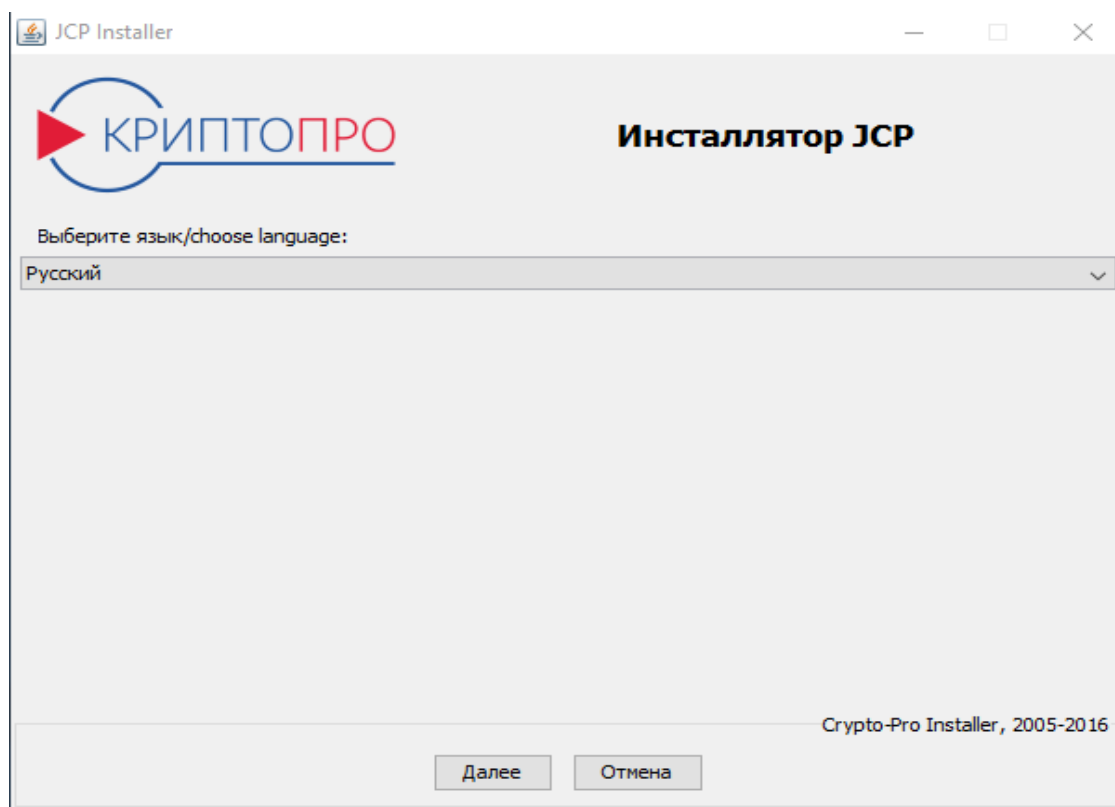 JCP Installer
КРИПТОПРО
Инсталлятор JCP
Выберите язык/choose language:
Русский
Crypto-Pro Installer, 2005-2016
Далее
Отмена